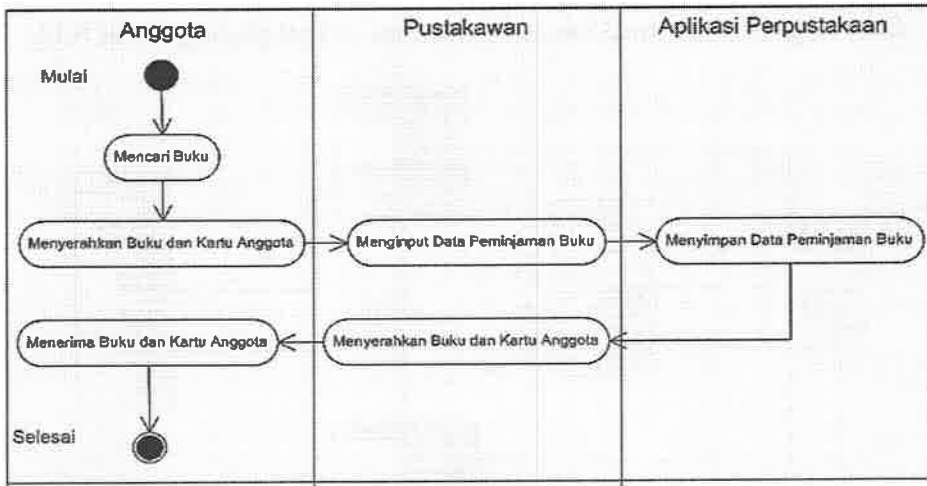 Anggota
Pustakawan
Aplikasi Perpustakaan
Mulai
Mencari Buku
Menyerahkan Buku dan Kartu Anggota
Menginput Data Peminjaman Buku
Menyimpan Data Peminjaman Buku
Menerima Buku dan Kartu Anggota
Menyerahkan Buku dan Kartu Anggota
Selesai